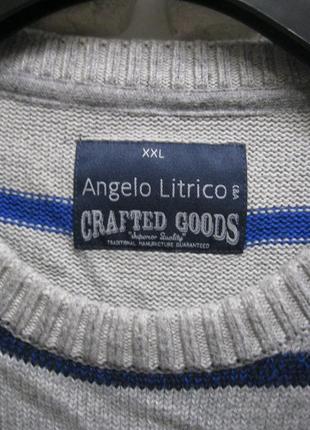 XXL
Angelo Litrico
C&A
CRAFTED GOODS
"Superior Quality"
TRADITIONAL MANUFACTURE GUARANTEED